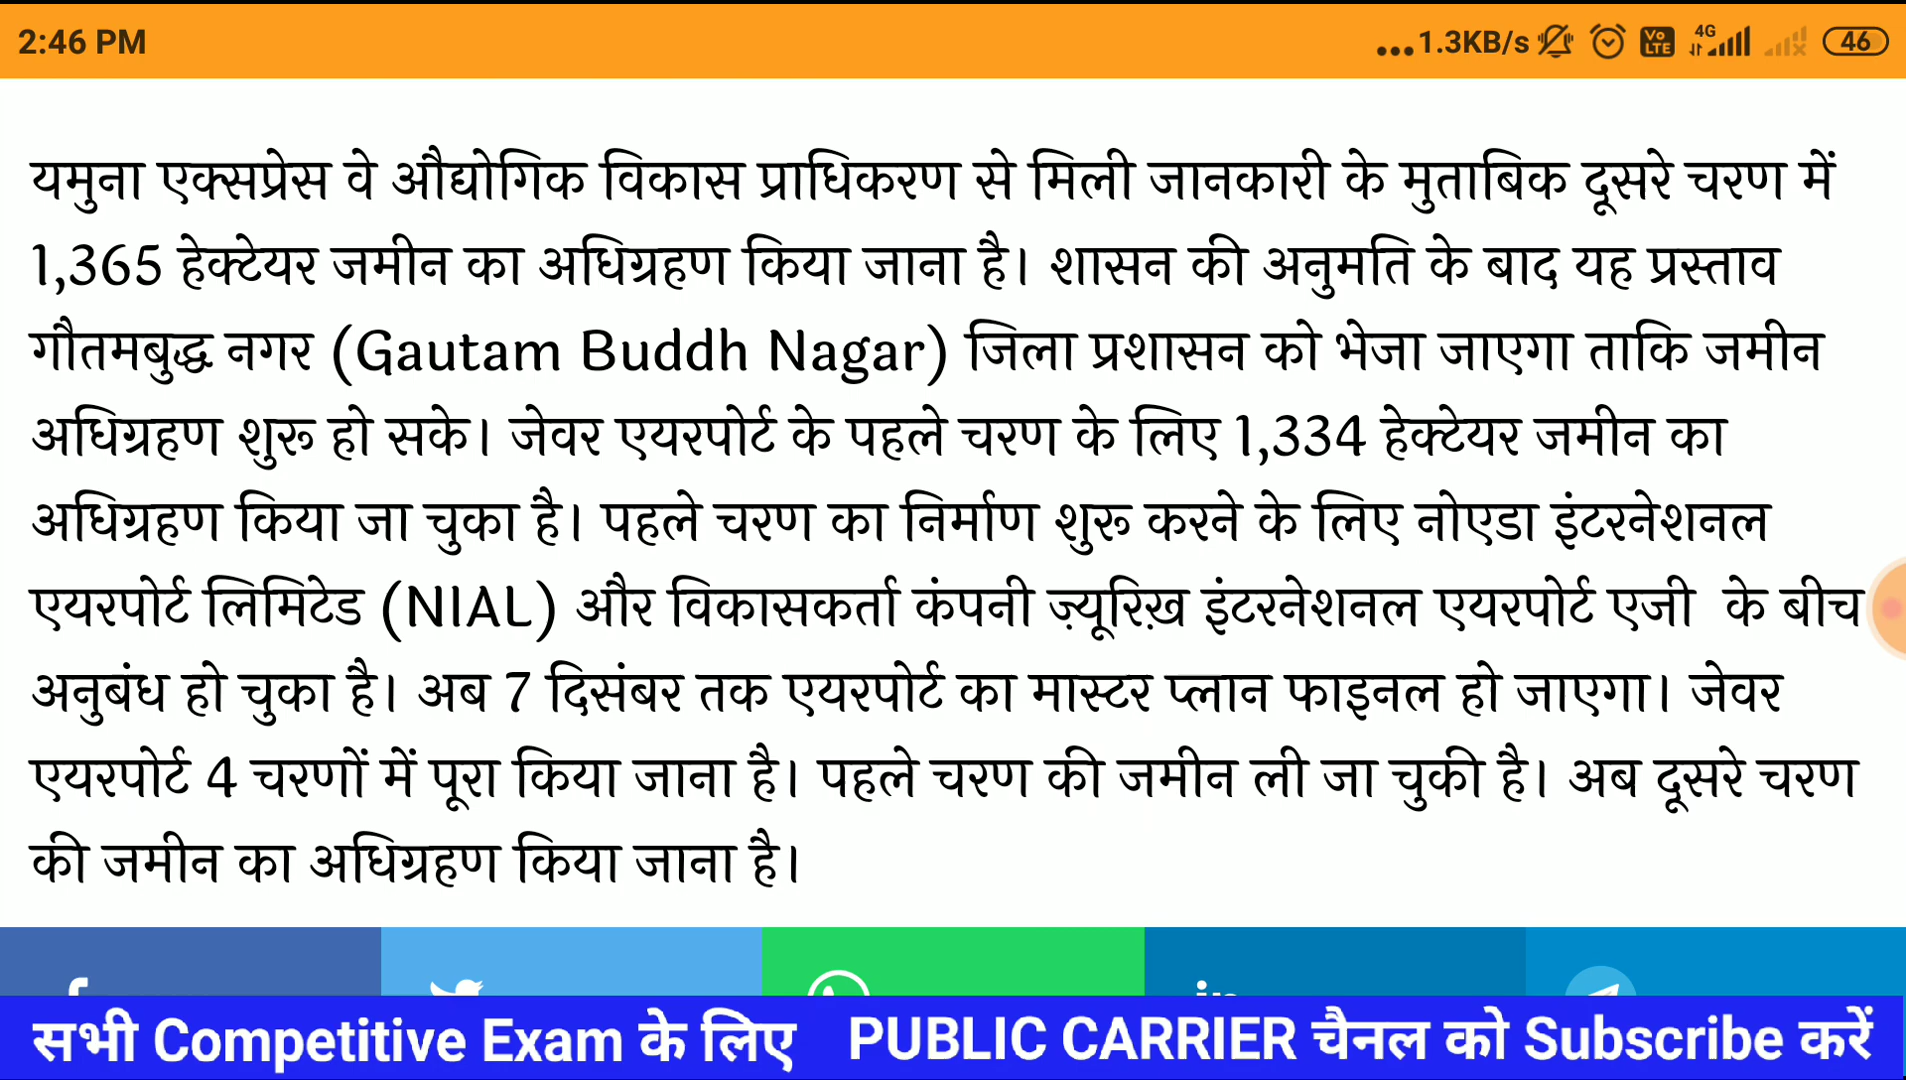 2:46 PM
...1.3KB/s Vo LTE 4G 46
यमुना एक्सप्रेस वे औद्योगिक विकास प्राधिकरण से मिली जानकारी के मुताबिक दूसरे चरण में
1,365 हेक्टेयर जमीन का अधिग्रहण किया जाना है। शासन की अनुमति के बाद यह प्रस्ताव
गौतमबुद्ध नगर (Gautam Buddh Nagar) जिला प्रशासन को भेजा जाएगा ताकि जमीन
अधिग्रहण शुरू हो सके। जेवर एयरपोर्ट के पहले चरण के लिए 1,334 हेक्टेयर जमीन का
अधिग्रहण किया जा चुका है। पहले चरण का निर्माण शुरू करने के लिए नोएडा इंटरनेशनल
एयरपोर्ट लिमिटेड (NIAL) और विकासकर्ता कंपनी ज़्यूरिख़ इंटरनेशनल एयरपोर्ट एजी के बीच
अनुबंध हो चुका है। अब 7 दिसंबर तक एयरपोर्ट का मास्टर प्लान फाइनल हो जाएगा। जेवर
एयरपोर्ट 4 चरणों में पूरा किया जाना है। पहले चरण की जमीन ली जा चुकी है। अब दूसरे चरण
की जमीन का अधिग्रहण किया जाना है।
सभी Competitive Exam के लिए PUBLIC CARRIER चैनल को Subscribe करें